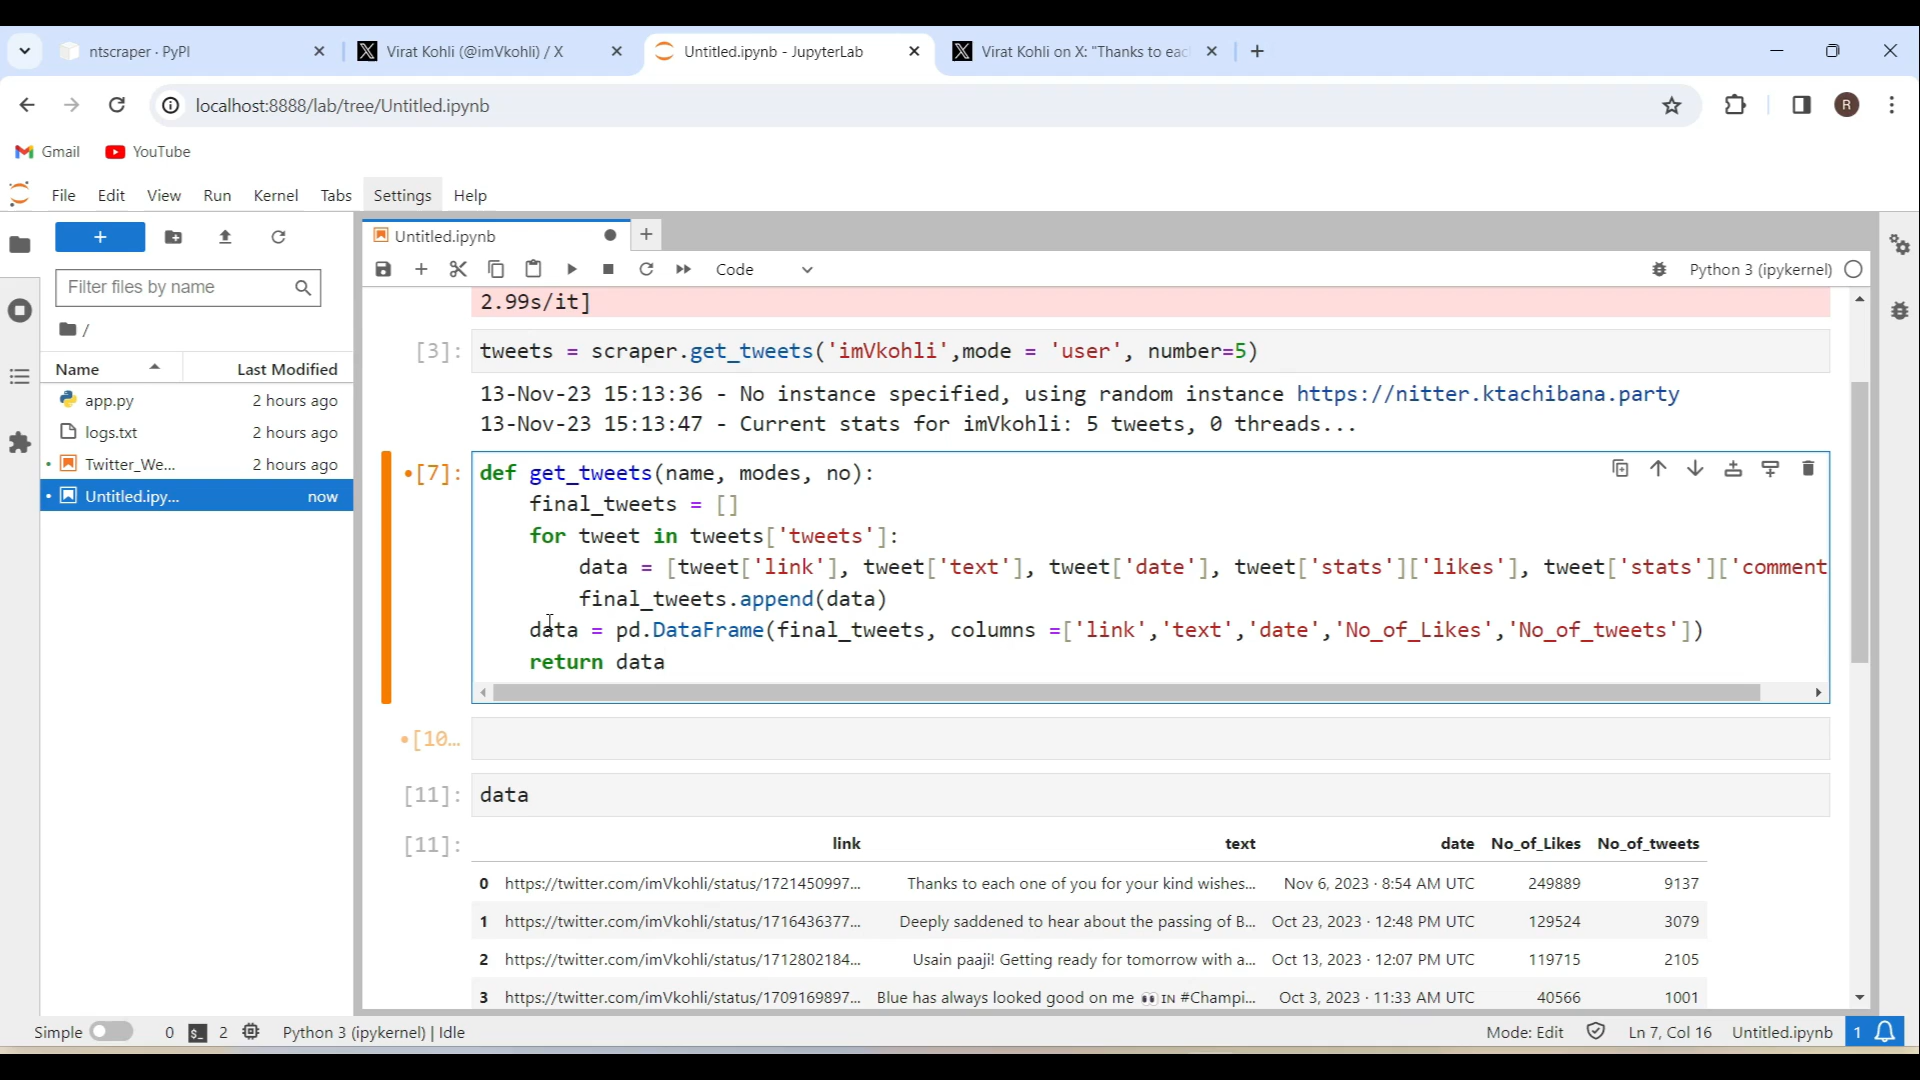 ntscraper · PyPI
Virat Kohli (@imVkohli) / X
Untitled.ipynb - JupyterLab
Virat Kohli on X: "Thanks to eac
localhost:8888/lab/tree/Untitled.ipynb
R
Gmail
YouTube
File Edit View Run Kernel Tabs Settings Help
Untitled.ipynb
Code
Python 3 (ipykernel)
Filter files by name
/
Name Last Modified
app.py 2 hours ago
logs.txt 2 hours ago
Twitter_We... 2 hours ago
Untitled.ipy... now
2.99s/it]
[3]: tweets = scraper.get_tweets('imVkohli',mode = 'user', number=5)
13-Nov-23 15:13:36 - No instance specified, using random instance https://nitter.ktachibana.party
13-Nov-23 15:13:47 - Current stats for imVkohli: 5 tweets, 0 threads...
•[7]: def get_tweets(name, modes, no):
final_tweets = []
for tweet in tweets['tweets']:
data = [tweet['link'], tweet['text'], tweet['date'], tweet['stats']['likes'], tweet['stats']['comment
final_tweets.append(data)
data = pd.DataFrame(final_tweets, columns =['link','text','date','No_of_Likes','No_of_tweets'])
return data
•[10…
[11]: data
[11]: link text date No_of_Likes No_of_tweets
0 https://twitter.com/imVkohli/status/1721450997... Thanks to each one of you for your kind wishes... Nov 6, 2023 · 8:54 AM UTC 249889 9137
1 https://twitter.com/imVkohli/status/1716436377... Deeply saddened to hear about the passing of B... Oct 23, 2023 · 12:48 PM UTC 129524 3079
2 https://twitter.com/imVkohli/status/1712802184... Usain paaji! Getting ready for tomorrow with a... Oct 13, 2023 · 12:07 PM UTC 119715 2105
3 https://twitter.com/imVkohli/status/1709169897... Blue has always looked good on me 👀 IN #Champi... Oct 3, 2023 · 11:33 AM UTC 40566 1001
Simple 0 $_ 2 Python 3 (ipykernel) | Idle Mode: Edit Ln 7, Col 16 Untitled.ipynb 1